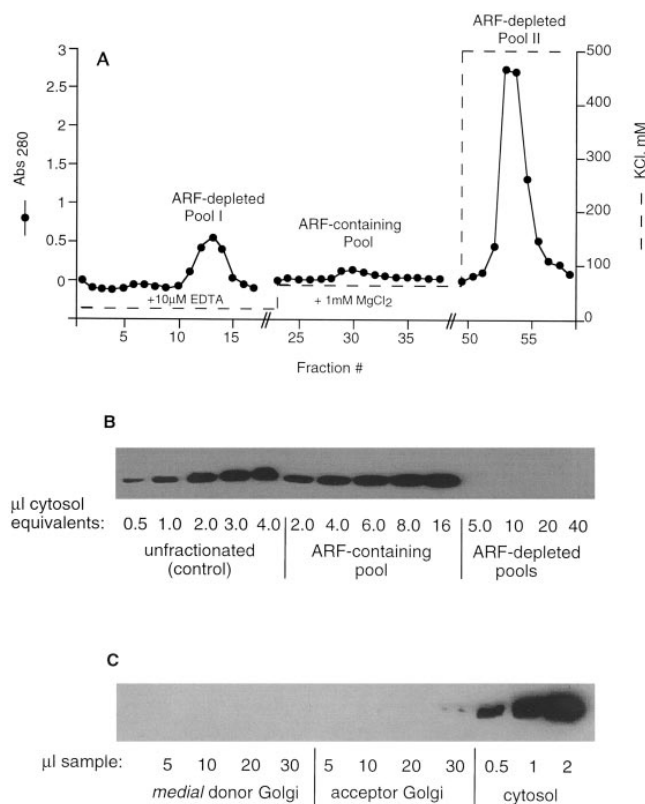 A
ARF-depleted
Pool II
ARF-depleted
Pool I
ARF-containing
Pool
Abs 280
3
2.5
2
1.5
1
0.5
0
500
400
300
200
100
0
KCl, mM
+10µM EDTA
+ 1mM MgCl2
5 10 15 25 30 35 50 55
Fraction #
B
µl cytosol
equivalents: 0.5 1.0 2.0 3.0 4.0 2.0 4.0 6.0 8.0 16 5.0 10 20 40
unfractionated ARF-containing ARF-depleted
(control) pool pools
C
µl sample: 5 10 20 30 5 10 20 30 0.5 1 2
medial donor Golgi acceptor Golgi cytosol